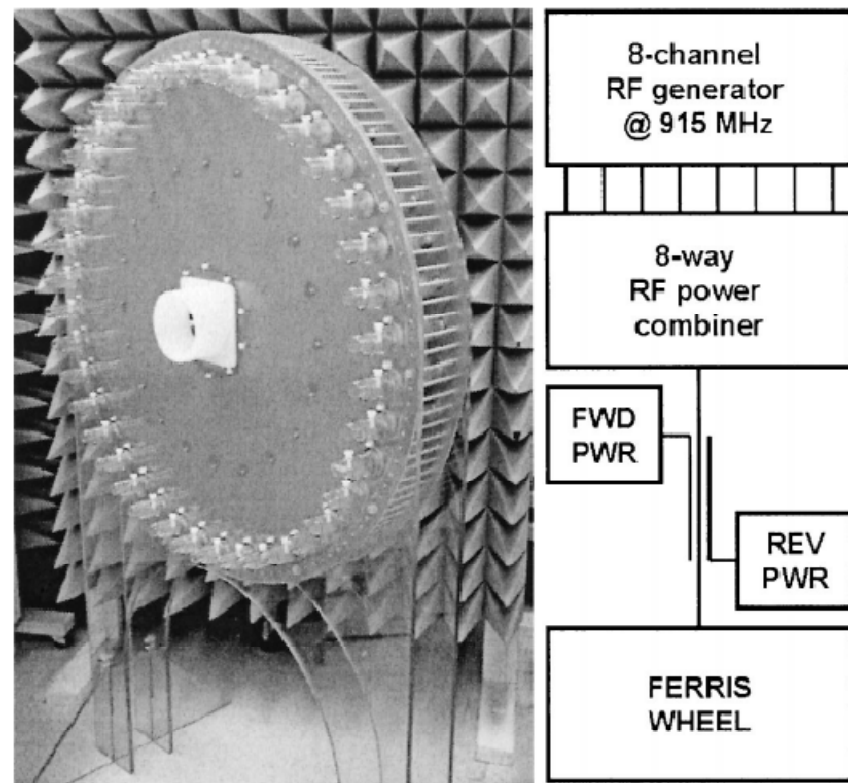 8-channel
RF generator
@ 915 MHz
8-way
RF power
combiner
FWD
PWR
REV
PWR
FERRIS
WHEEL